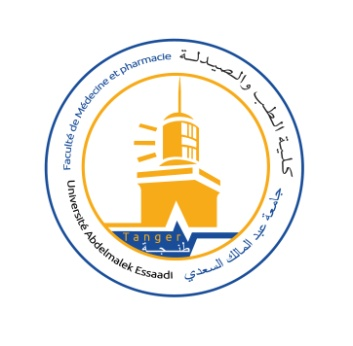 Faculté de Médecine et pharmacie
كلية الطب والصيدلة
Université Abdelmalek Essaadi
جامعة عبد المالك السعدي
Tanger
طنجة